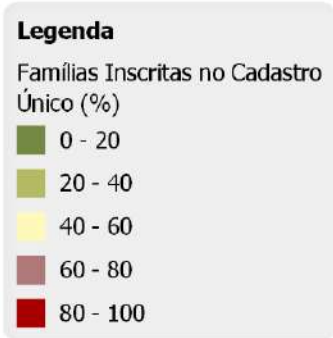 Legenda
Famílias Inscritas no Cadastro
Único (%)
0 - 20
20 - 40
40 - 60
60 - 80
80 - 100